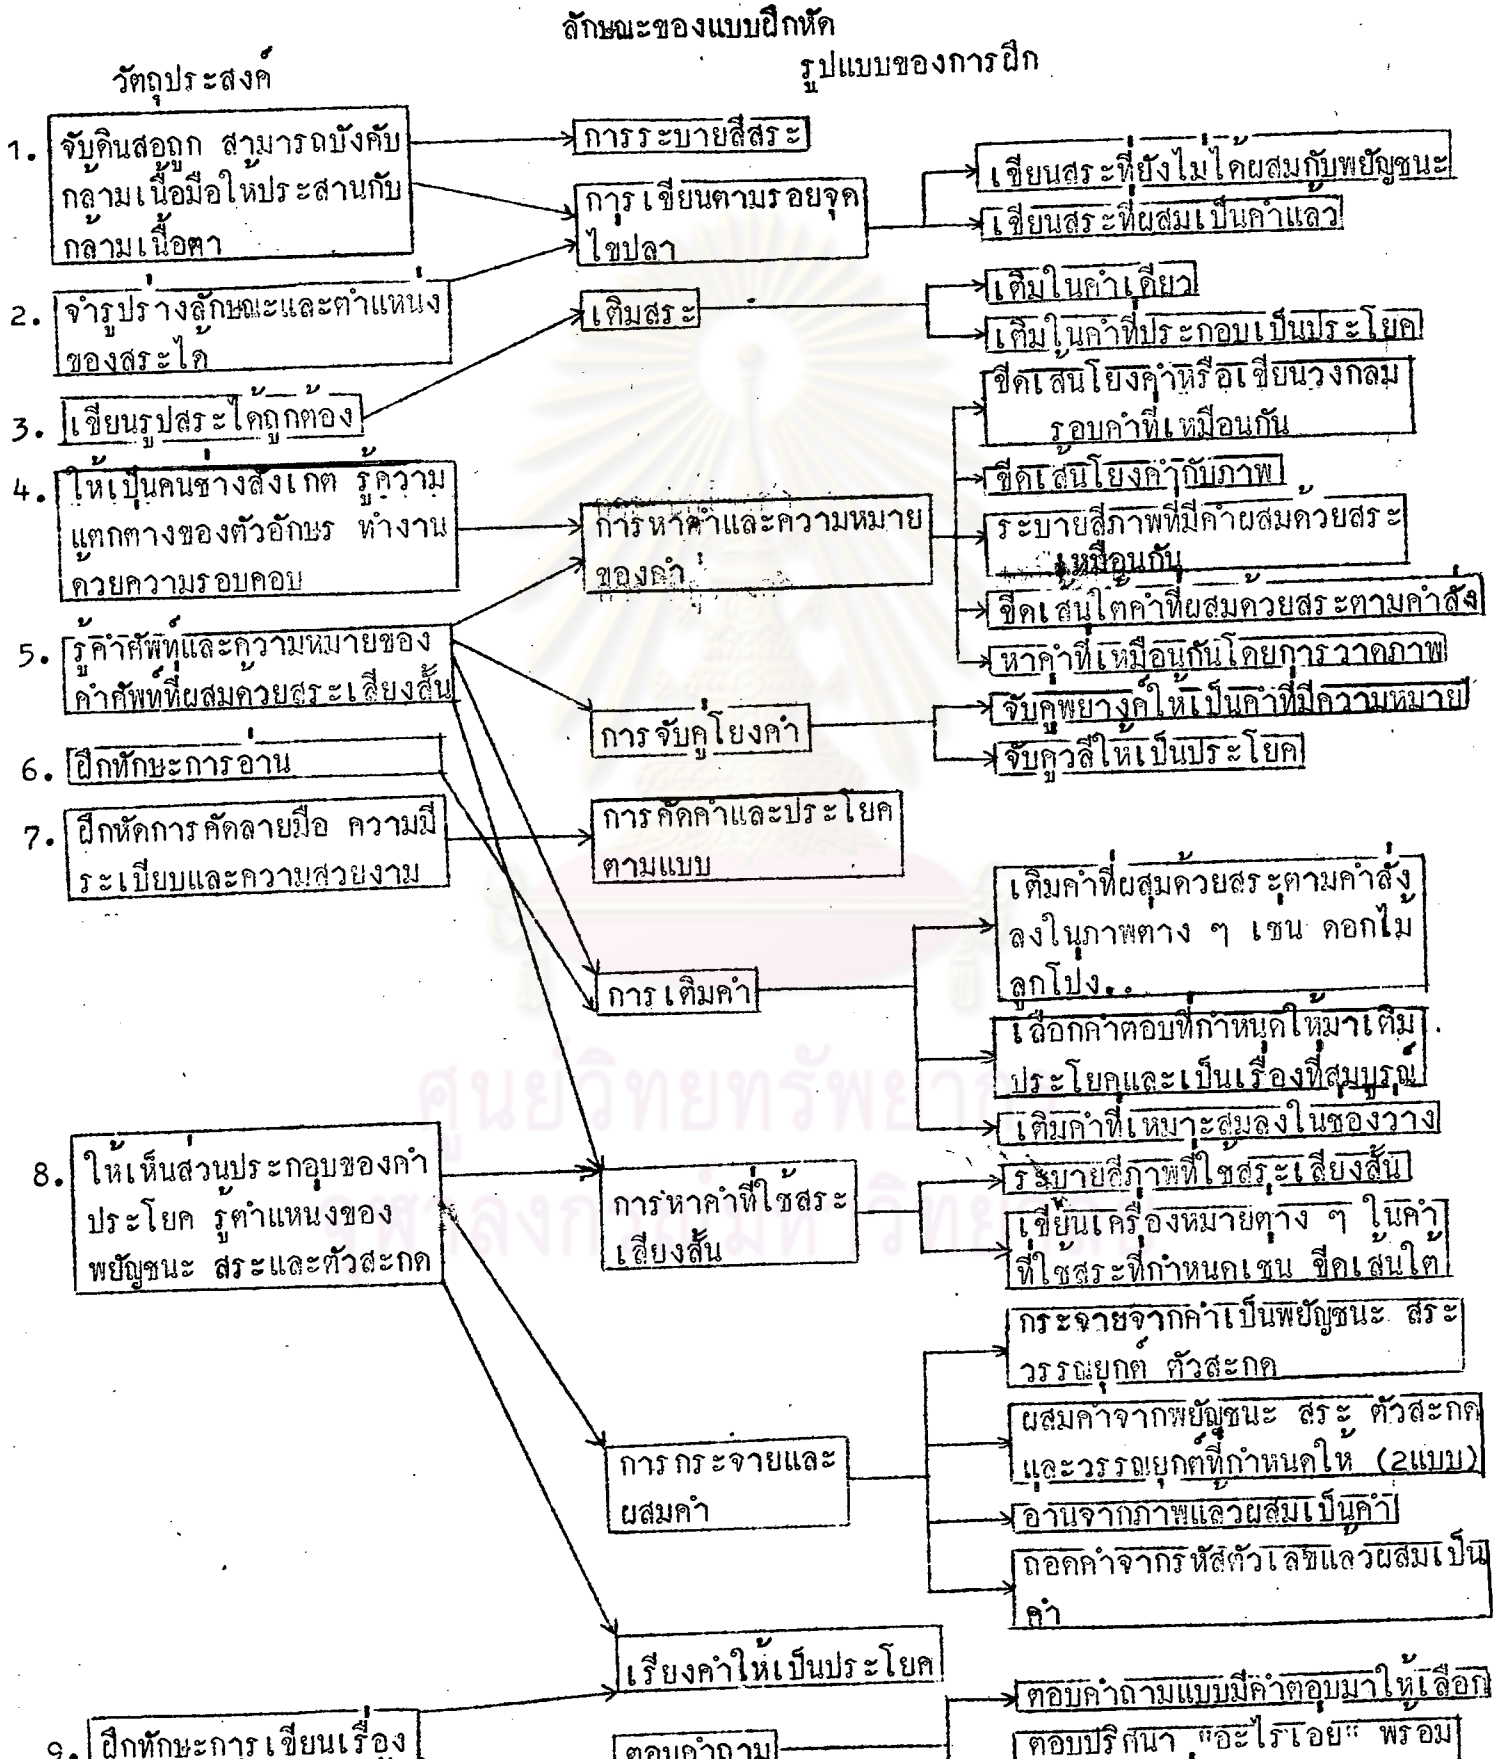 ลักษณะของแบบฝึกหัด
วัตถุประสงค์
รูปแบบของการฝึก
1. จับดินสอถูก สามารถบังคับ
กล้ามเนื้อมือให้ประสานกับ
กล้ามเนื้อตา
การระบายสีสระ
การเขียนตามรอยจุด
ไข่ปลา
เขียนสระที่ยังไม่ได้ผสมกับพยัญชนะ
เขียนสระที่ผสมเป็นคำแล้ว
2. จำรูปร่างลักษณะและตำแหน่ง
ของสระได้
เติมสระ
เติมในคำเดียว
เติมในคำที่ประกอบเป็นประโยค
3. เขียนรูปสระได้ถูกต้อง
ขีดเส้นโยงคำหรือเขียนวงกลม
รอบคำที่เหมือนกัน
4. ให้เป็นคนช่างสังเกต รู้ความ
แตกต่างของตัวอักษร ทำงาน
ด้วยความรอบคอบ
การหาคำและความหมาย
ของคำ
ขีดเส้นโยงคำกับภาพ
ระบายสีภาพที่มีคำผสมด้วยสระ
เหมือนกัน
ขีดเส้นใต้คำที่ผสมด้วยสระตามคำสั่ง
หาคำที่เหมือนกันโดยการวาดภาพ
5. รู้คำศัพท์และความหมายของ
คำศัพท์ที่ผสมด้วยสระเสียงสั้น
การจับคู่โยงคำ
จับคู่พยางค์ให้เป็นคำที่มีความหมาย
จับคู่วลีให้เป็นประโยค
6. ฝึกทักษะการอ่าน
7. ฝึกหัดการคัดลายมือ ความมี
ระเบียบและความสวยงาม
การคัดคำและประโยค
ตามแบบ
การเติมคำ
เติมคำที่ผสมด้วยสระตามคำสั่ง
ลงในภาพต่าง ๆ เช่น ดอกไม้
ลูกโป่ง..
เลือกคำตอบที่กำหนดให้มาเติม
ประโยคและเป็นเรื่องที่สมบูรณ์
เติมคำที่เหมาะสมลงในช่องว่าง
ศูนย์วิทยทรัพยากร
จุฬาลงกรณ์มหาวิทยาลัย
8. ให้เห็นส่วนประกอบของคำ
ประโยค รู้ตำแหน่งของ
พยัญชนะ สระและตัวสะกด
การหาคำที่ใช้สระ
เสียงสั้น
ระบายสีภาพที่ใช้สระเสียงสั้น
เขียนเครื่องหมายต่าง ๆ ในคำ
ที่ใช้สระที่กำหนดเช่น ขีดเส้นใต้
การกระจายและ
ผสมคำ
กระจายจากคำเป็นพยัญชนะ สระ
วรรณยุกต์ ตัวสะกด
ผสมคำจากพยัญชนะ สระ ตัวสะกด
และวรรณยุกต์ที่กำหนดให้ (2แบบ)
อ่านจากภาพแล้วผสมเป็นคำ
ถอดคำจากรหัสตัวเลขแล้วผสมเป็น
คำ
เรียงคำให้เป็นประโยค
9. ฝึกทักษะการเขียนเรื่อง
ตอบคำถาม
ตอบคำถามแบบมีคำตอบมาให้เลือก
ตอบปริศนา "อะไรเอ่ย" พร้อม